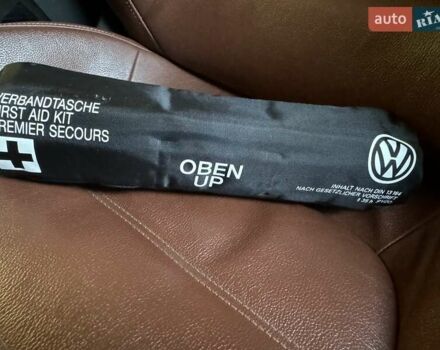 auto RIA
VERBANDTASCHE
FIRST AID KIT
PREMIER SECOURS
OBEN
UP
INHALT NACH DIN 13 164
NACH GESETZLICHER VORSCHRIFT